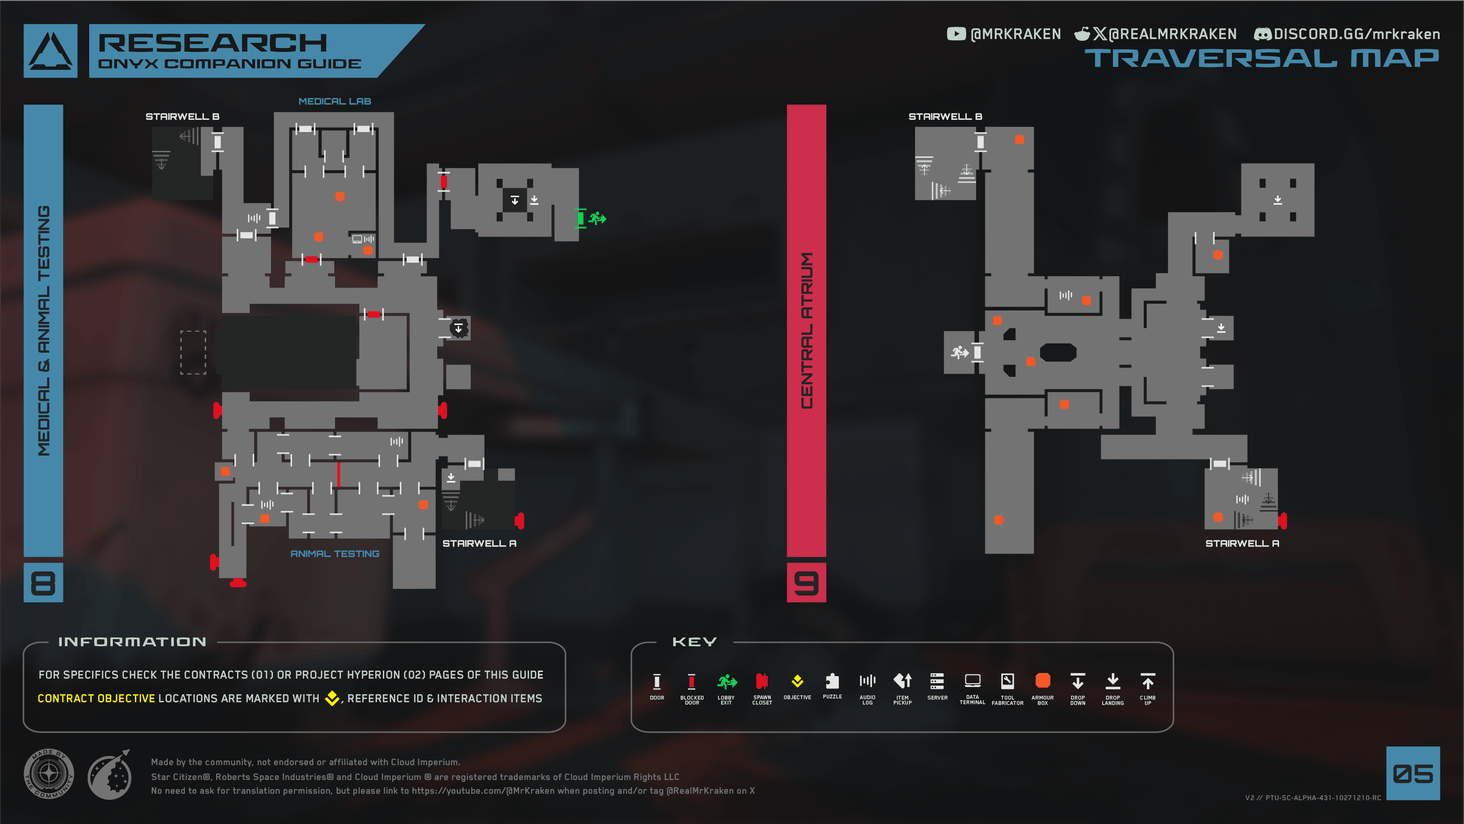 RESEARCH
ONYX COMPANION GUIDE
@MRKRAKEN
@REALMRKRAKEN
DISCORD.GG/mrkraken
TRAVERSAL MAP
MEDICAL & ANIMAL TESTING
8
STAIRWELL B
MEDICAL LAB
ANIMAL TESTING
STAIRWELL A
CENTRAL ATRIUM
9
STAIRWELL B
STAIRWELL A
INFORMATION
FOR SPECIFICS CHECK THE CONTRACTS (01) OR PROJECT HYPERION (02) PAGES OF THIS GUIDE
CONTRACT OBJECTIVE LOCATIONS ARE MARKED WITH , REFERENCE ID & INTERACTION ITEMS
KEY
DOOR
BLOCKED DOOR
LOBBY EXIT
SPAWN CLOSET
OBJECTIVE
PUZZLE
AUDIO LOG
ITEM PICKUP
SERVER
DATA TERMINAL
TOOL FABRICATOR
ARMOUR BOX
DROP DOWN
DROP LANDING
CLIMB UP
MADE BY THE COMMUNITY
Made by the community, not endorsed or affiliated with Cloud Imperium.
Star Citizen®, Roberts Space Industries® and Cloud Imperium ® are registered trademarks of Cloud Imperium Rights LLC
No need to ask for translation permission, but please link to https://youtube.com/@MrKraken when posting and/or tag @RealMrKraken on X
V2 // PTU-SC-ALPHA-431-10271210-RC
05